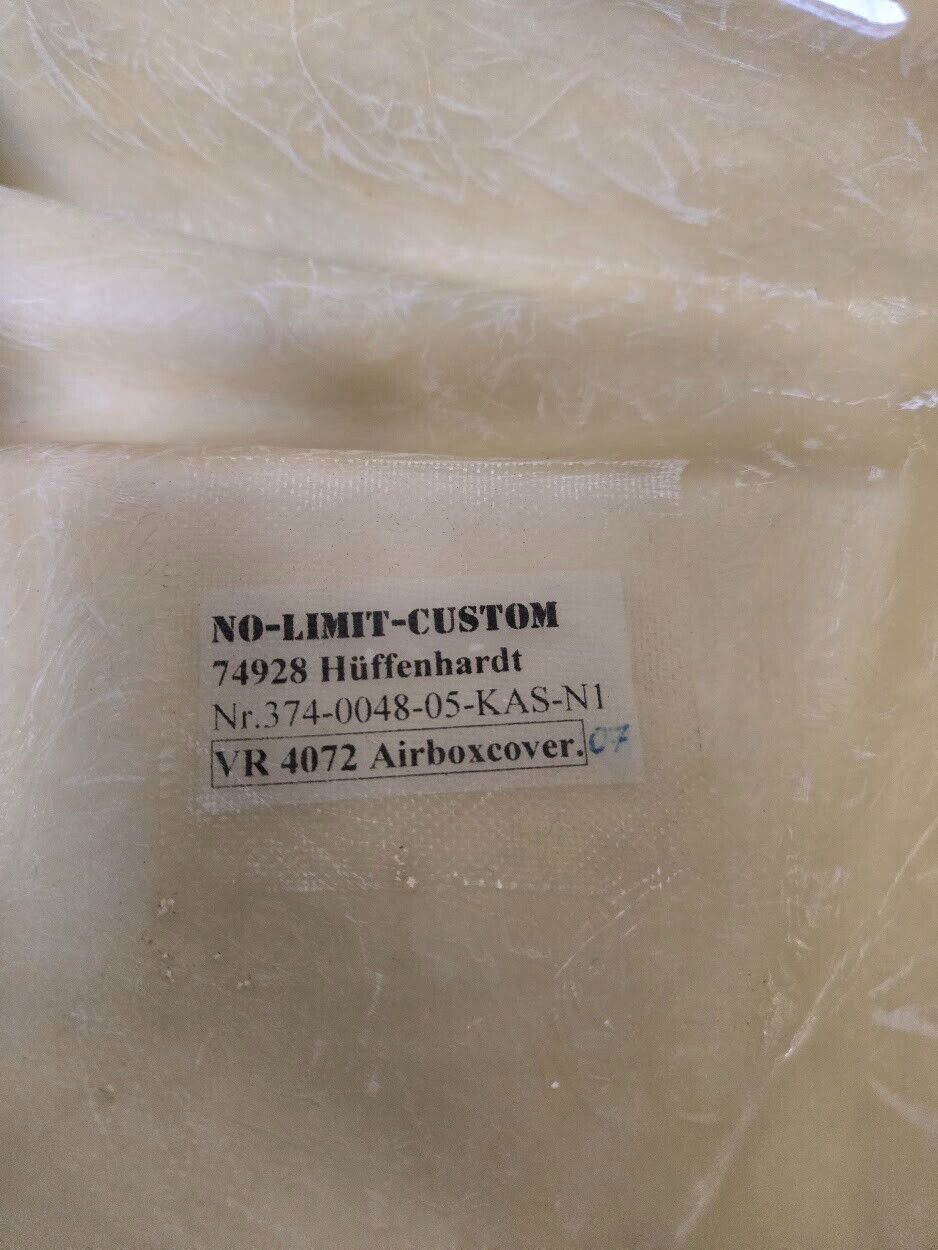 NO-LIMIT-CUSTOM
74928 Hüffenhardt
Nr.374-0048-05-KAS-N1
VR 4072 Airboxcover. 07